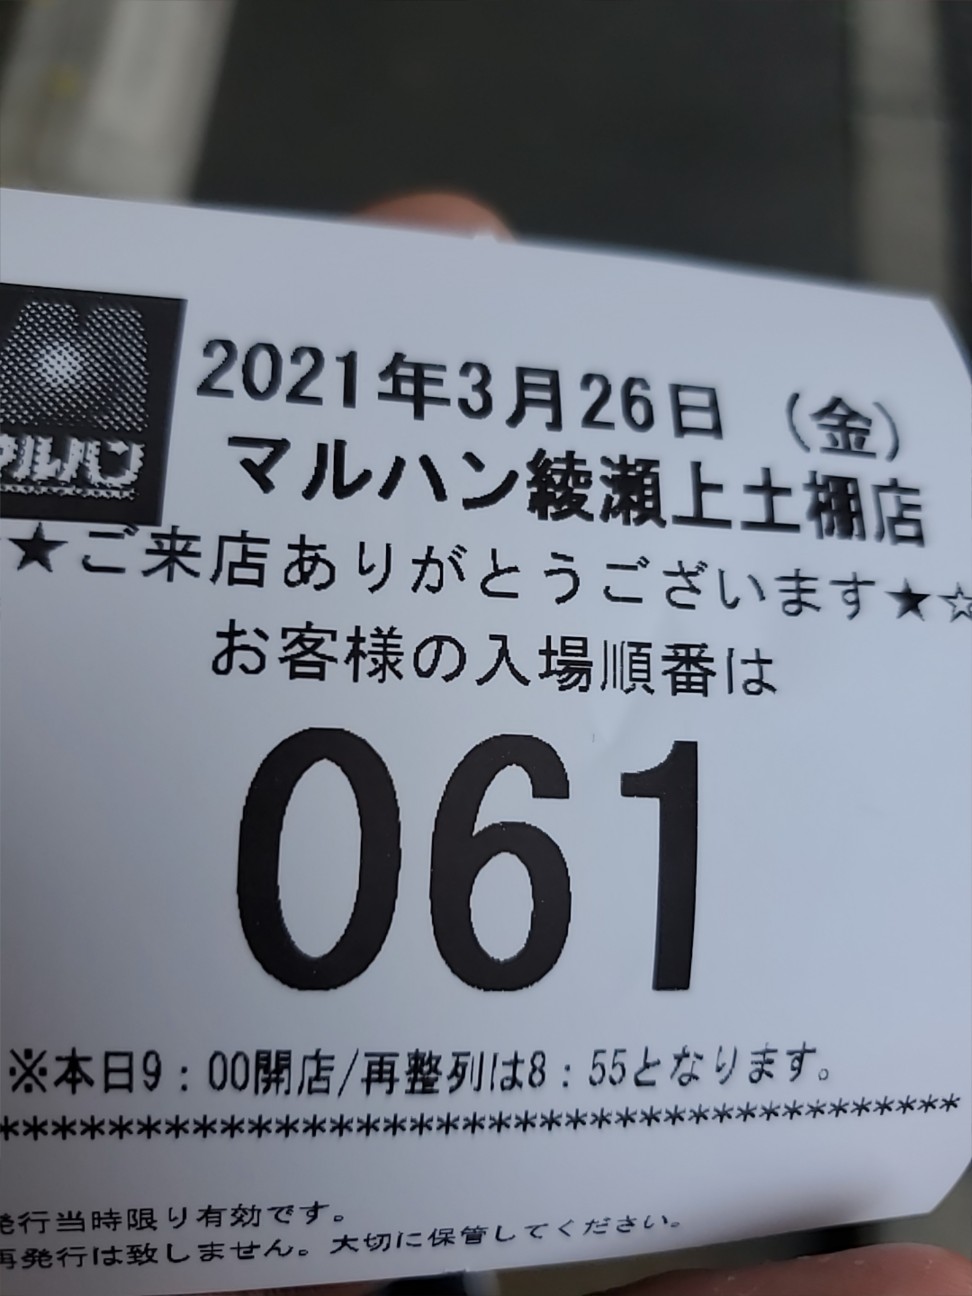 マルハン
2021年3月26日 (金)
マルハン綾瀬上土棚店
★ご来店ありがとうございます★☆
お客様の入場順番は
061
※本日9:00開店/再整列は8:55となります。
***********************************
発行当時限り有効です。
再発行は致しません。大切に保管してください。